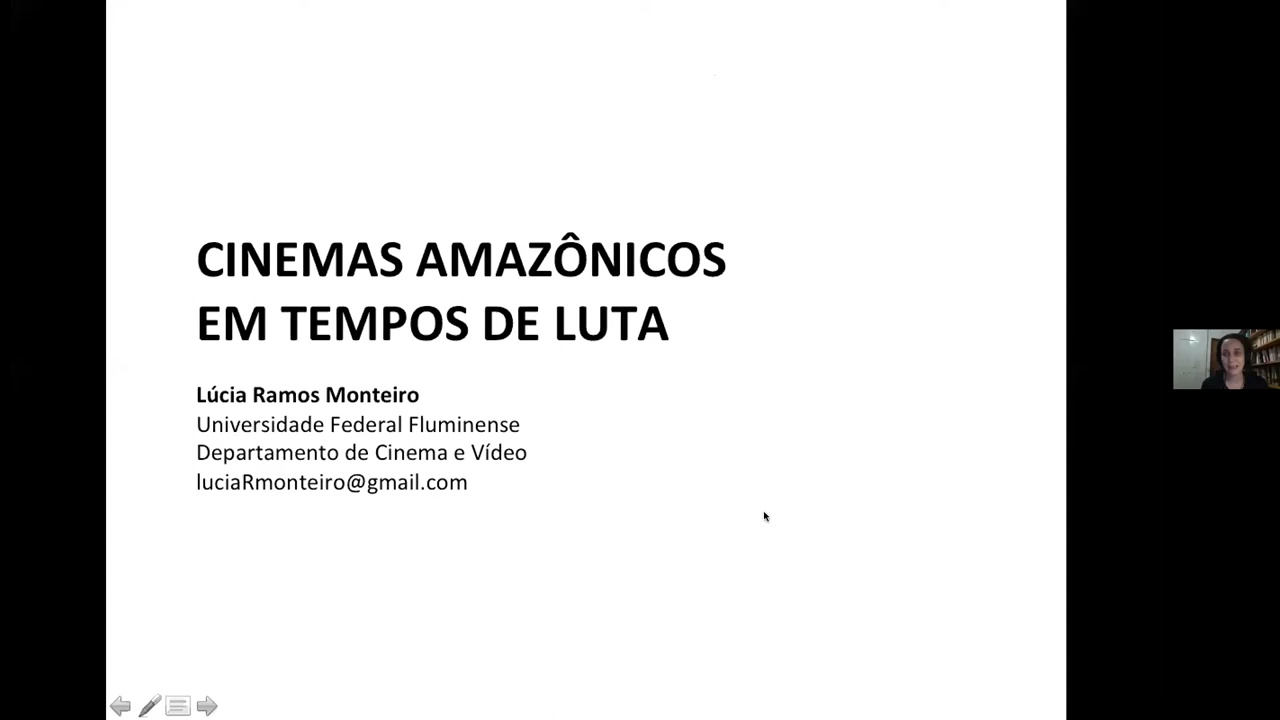 CINEMAS AMAZÔNICOS
EM TEMPOS DE LUTA
Lúcia Ramos Monteiro
Universidade Federal Fluminense
Departamento de Cinema e Vídeo
luciaRmonteiro@gmail.com